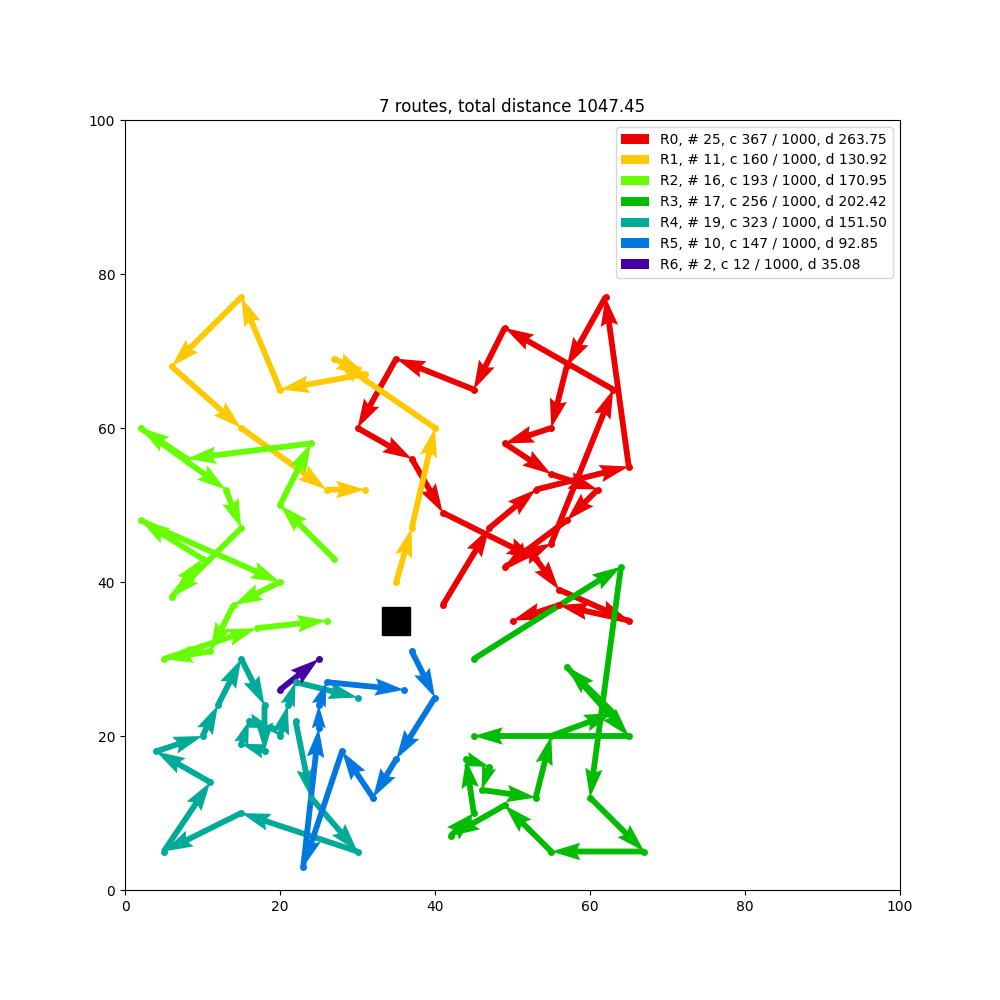 7 routes, total distance 1047.45
R0, # 25, c 367 / 1000, d 263.75
R1, # 11, c 160 / 1000, d 130.92
R2, # 16, c 193 / 1000, d 170.95
R3, # 17, c 256 / 1000, d 202.42
R4, # 19, c 323 / 1000, d 151.50
R5, # 10, c 147 / 1000, d 92.85
R6, # 2, c 12 / 1000, d 35.08
100
80
60
40
20
0
0 20 40 60 80 100